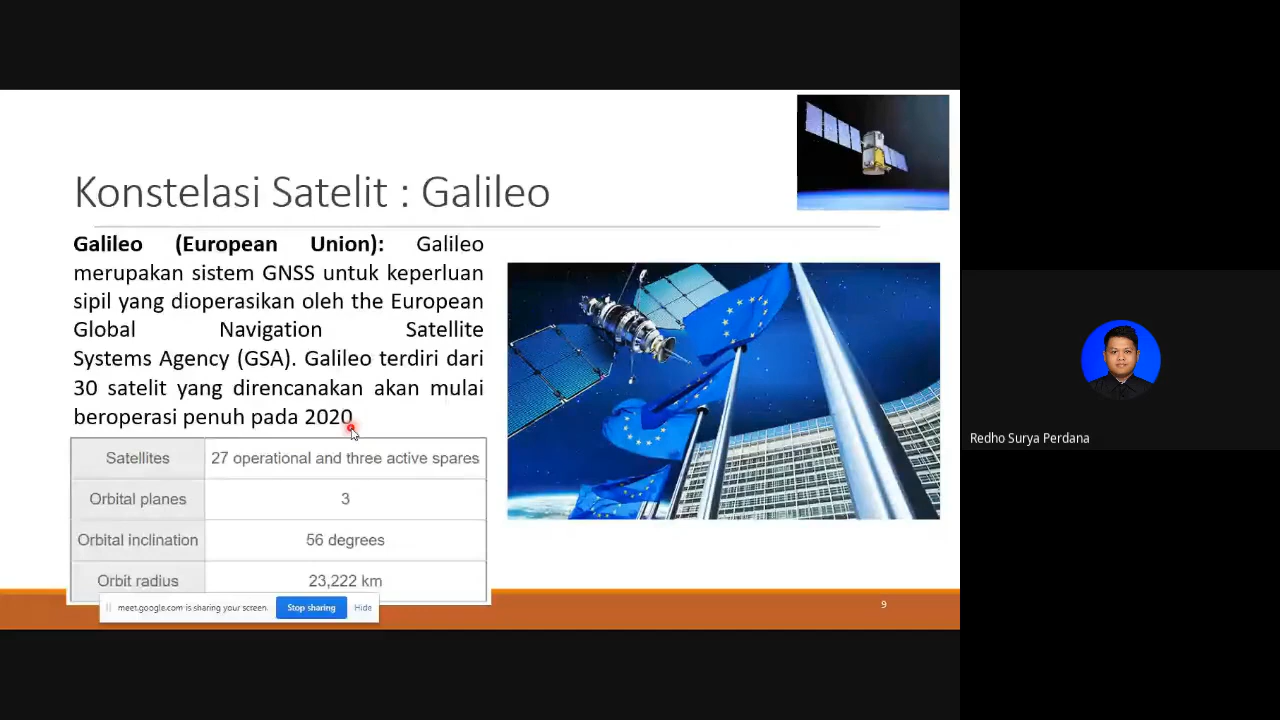 Konstelasi Satelit : Galileo
Galileo (European Union): Galileo
merupakan sistem GNSS untuk keperluan
sipil yang dioperasikan oleh the European
Global Navigation Satellite
Systems Agency (GSA). Galileo terdiri dari
30 satelit yang direncanakan akan mulai
beroperasi penuh pada 2020
Satellites 27 operational and three active spares
Orbital planes 3
Orbital inclination 56 degrees
Orbit radius 23,222 km
meet.google.com is sharing your screen. Stop sharing Hide
9
Redho Surya Perdana